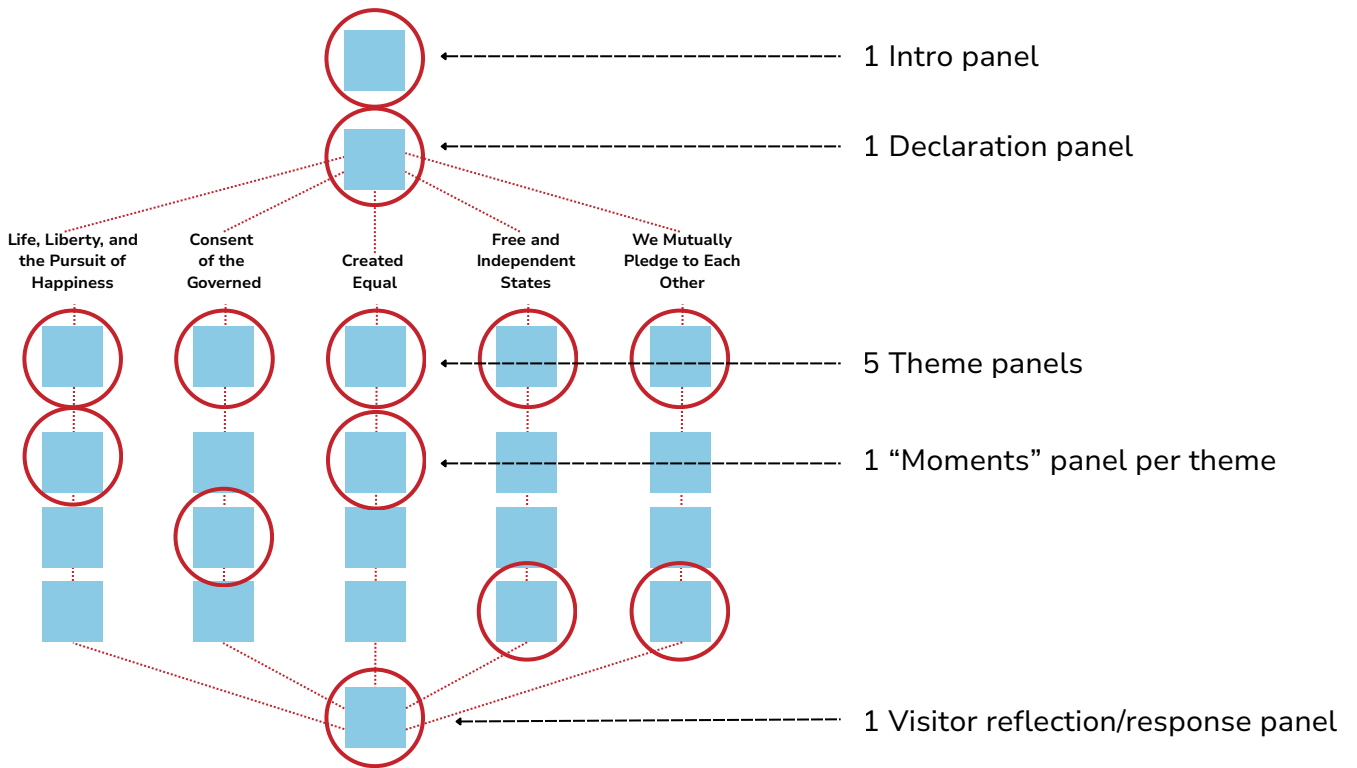 1 Intro panel
1 Declaration panel
Life, Liberty, and
the Pursuit of
Happiness
Consent
of the
Governed
Created
Equal
Free and
Independent
States
We Mutually
Pledge to Each
Other
5 Theme panels
1 “Moments” panel per theme
1 Visitor reflection/response panel